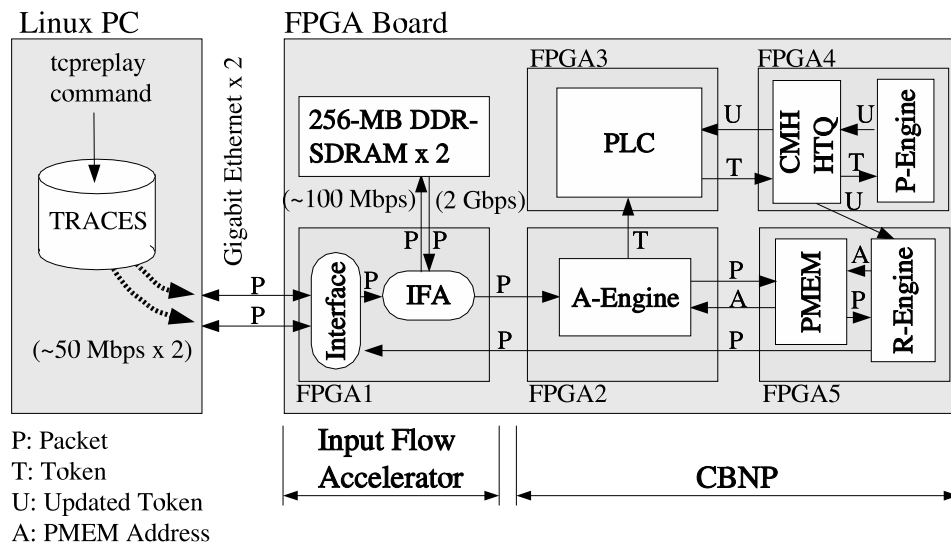 Linux PC
FPGA Board
tcpreplay
command
TRACES
(~50 Mbps x 2)
Gigabit Ethernet x 2
P
P
256-MB DDR-
SDRAM x 2
(~100 Mbps)
(2 Gbps)
P
P
Interface
P
IFA
P
P
FPGA1
FPGA3
PLC
U
T
T
A-Engine
FPGA2
FPGA4
CMH
HTQ
U
T
U
P-Engine
P
A
P
PMEM
A
P
R-Engine
FPGA5
P: Packet
T: Token
U: Updated Token
A: PMEM Address
Input Flow
Accelerator
CBNP